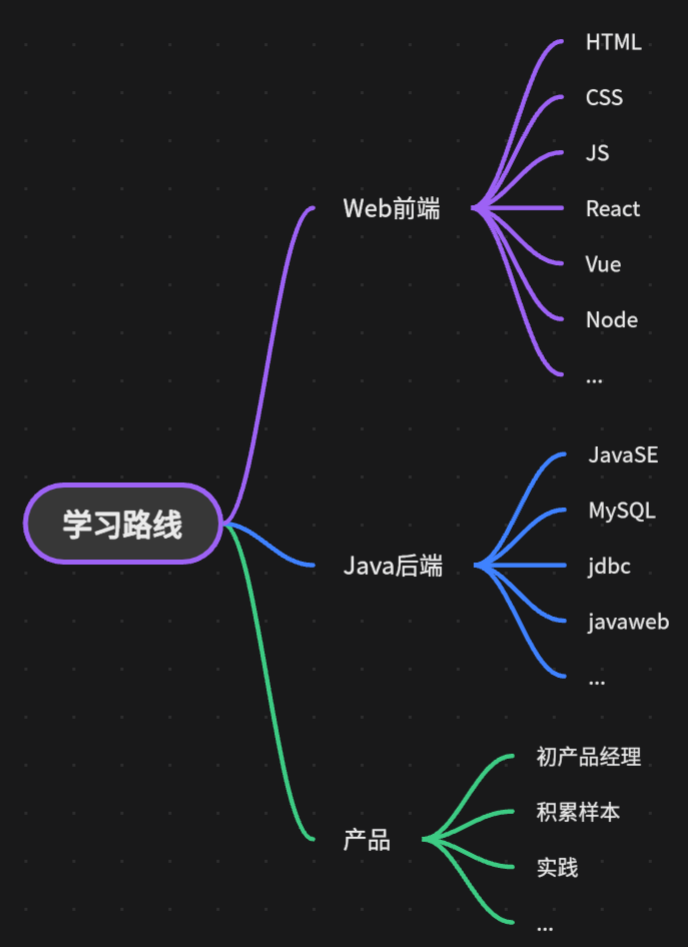 学习路线
Web前端
HTML
CSS
JS
React
Vue
Node
...
Java后端
JavaSE
MySQL
jdbc
javaweb
...
产品
初产品经理
积累样本
实践
...